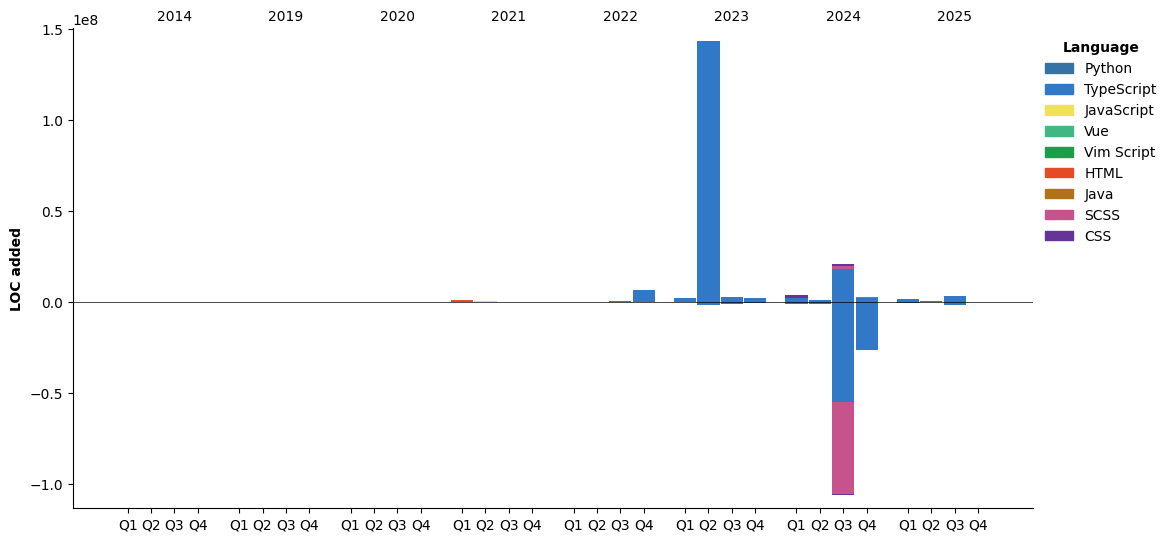 2014 2019 2020 2021 2022 2023 2024 2025
1e8
1.5
1.0
0.5
0.0
−0.5
−1.0
LOC added
Q1 Q2 Q3 Q4 Q1 Q2 Q3 Q4 Q1 Q2 Q3 Q4 Q1 Q2 Q3 Q4 Q1 Q2 Q3 Q4 Q1 Q2 Q3 Q4 Q1 Q2 Q3 Q4 Q1 Q2 Q3 Q4
Language
Python
TypeScript
JavaScript
Vue
Vim Script
HTML
Java
SCSS
CSS